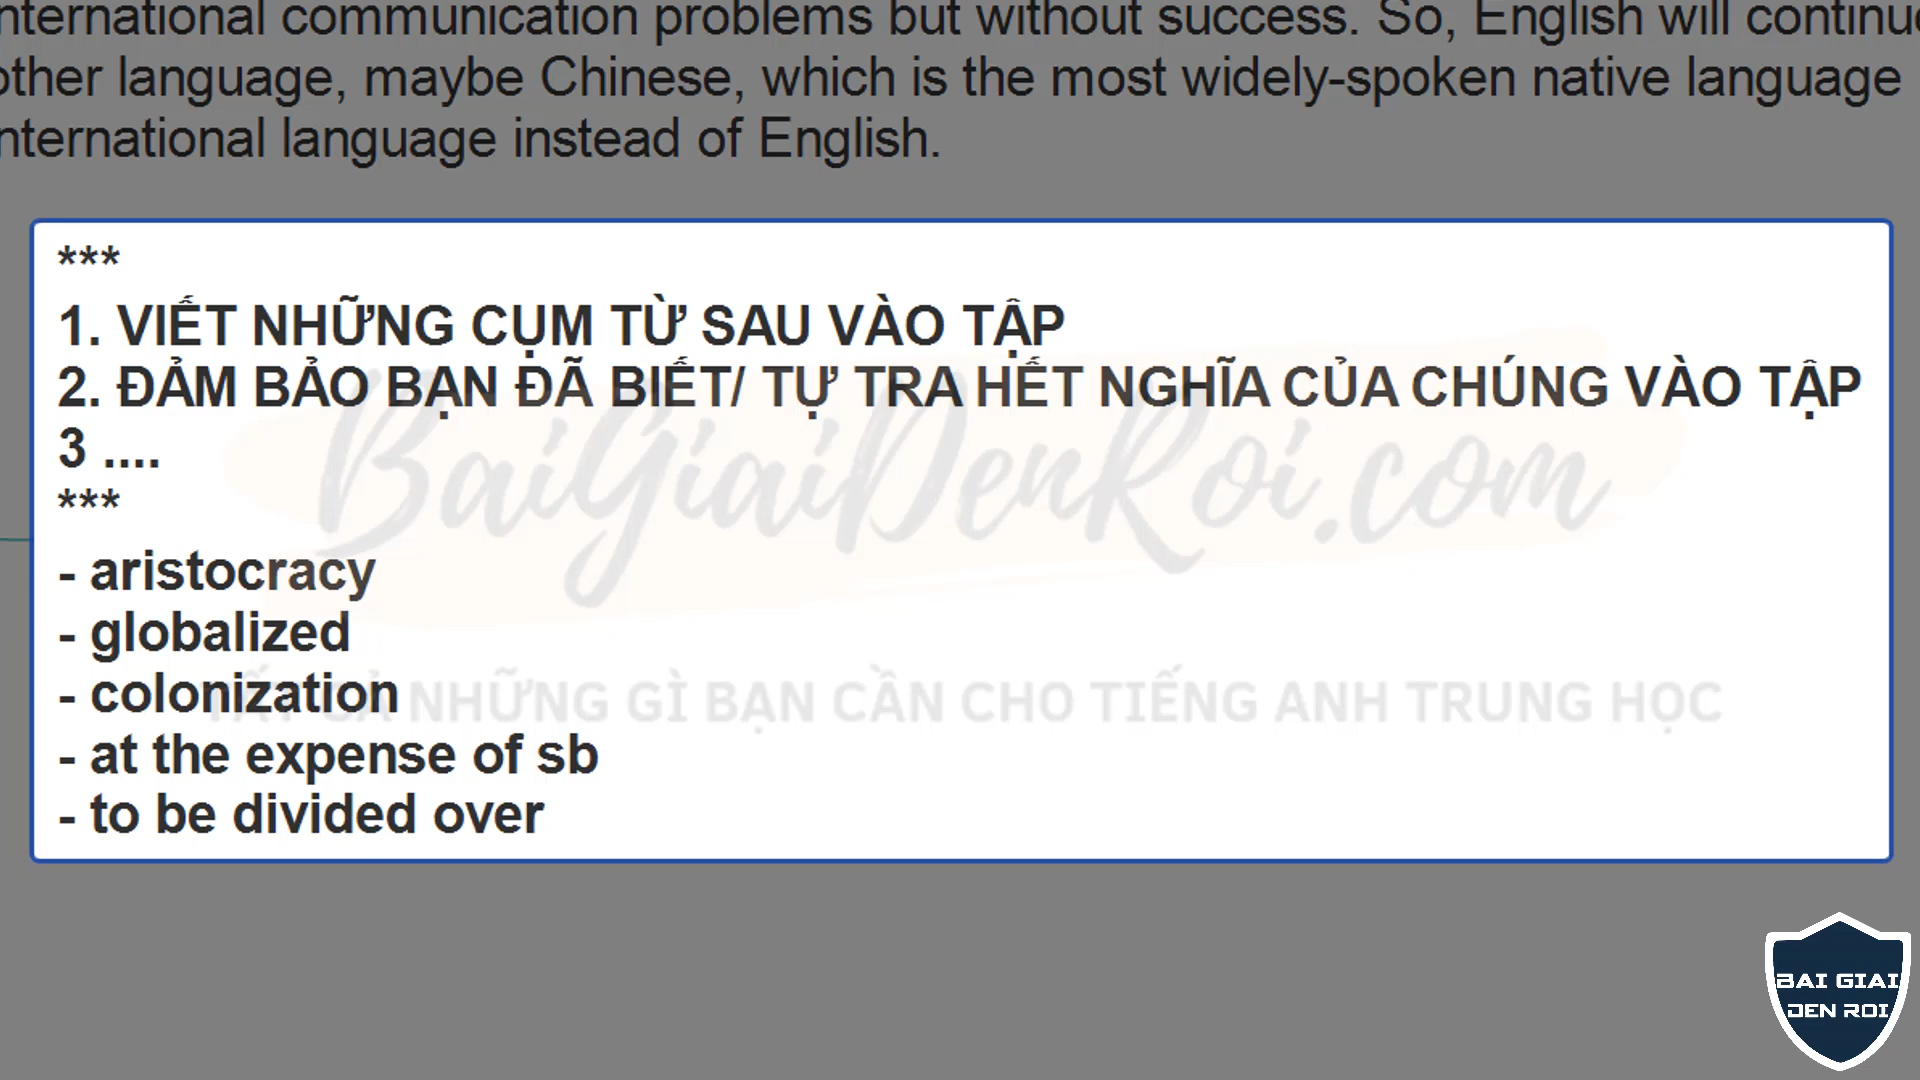 nternational communication problems but without success. So, English will continue
other language, maybe Chinese, which is the most widely-spoken native language
nternational language instead of English.
***
1. VIẾT NHỮNG CỤM TỪ SAU VÀO TẬP
2. ĐẢM BẢO BẠN ĐÃ BIẾT/ TỰ TRA HẾT NGHĨA CỦA CHÚNG VÀO TẬP
3 ....
***
BaiGiaiDenRoi.com
- aristocracy
- globalized
- colonization
TẤT CẢ NHỮNG GÌ BẠN CẦN CHO TIẾNG ANH TRUNG HỌC
- at the expense of sb
- to be divided over
BAI GIAI
DEN ROI